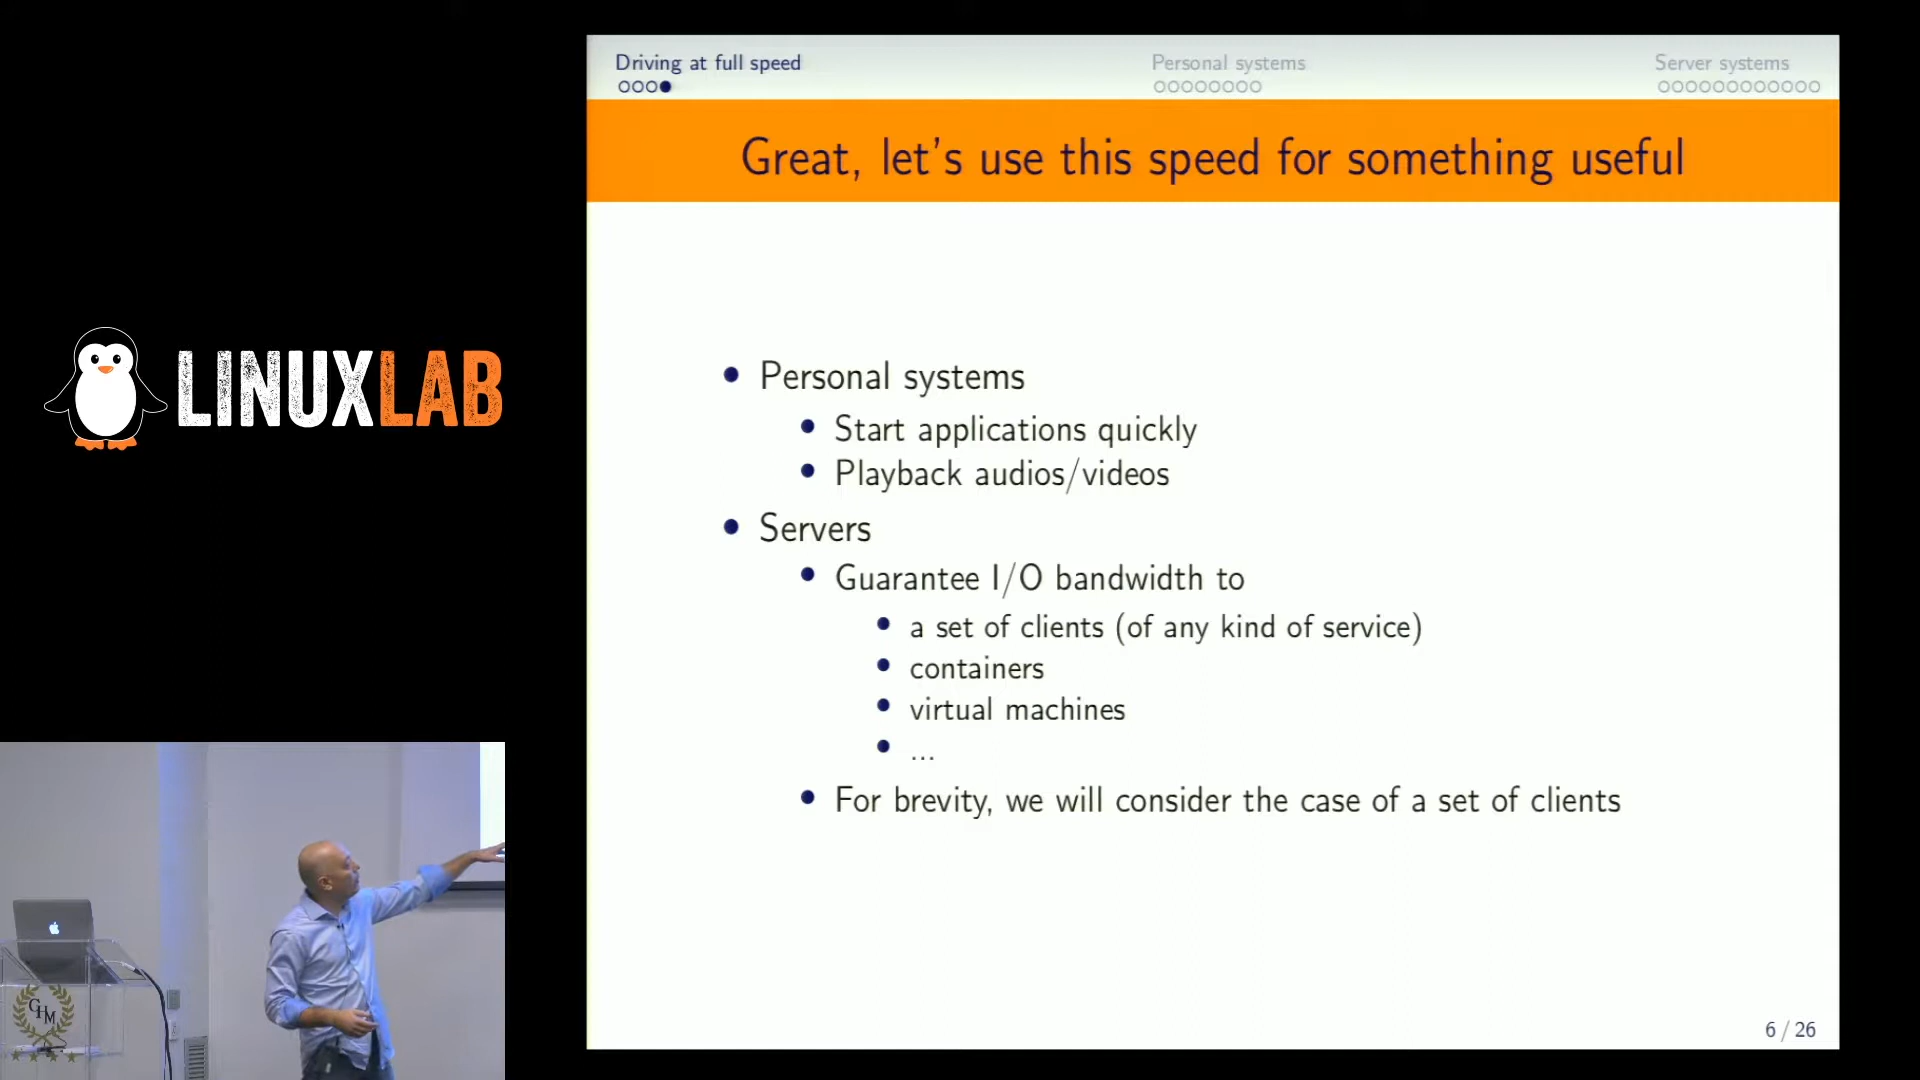 Driving at full speed
Personal systems
Server systems
Great, let's use this speed for something useful
Personal systems
Start applications quickly
Playback audios/videos
Servers
Guarantee I/O bandwidth to
a set of clients (of any kind of service)
containers
virtual machines
...
For brevity, we will consider the case of a set of clients
6 / 26
LINUXLAB
GHM